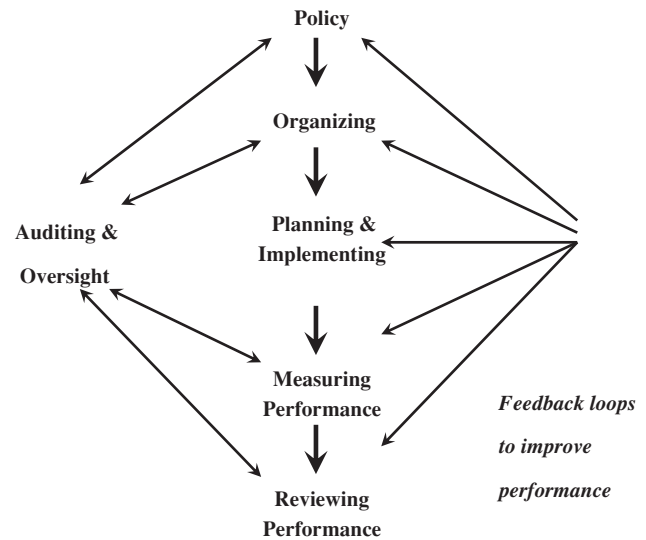 Policy
Organizing
Planning &
Implementing
Auditing &
Oversight
Measuring
Performance
Feedback loops
to improve
performance
Reviewing
Performance